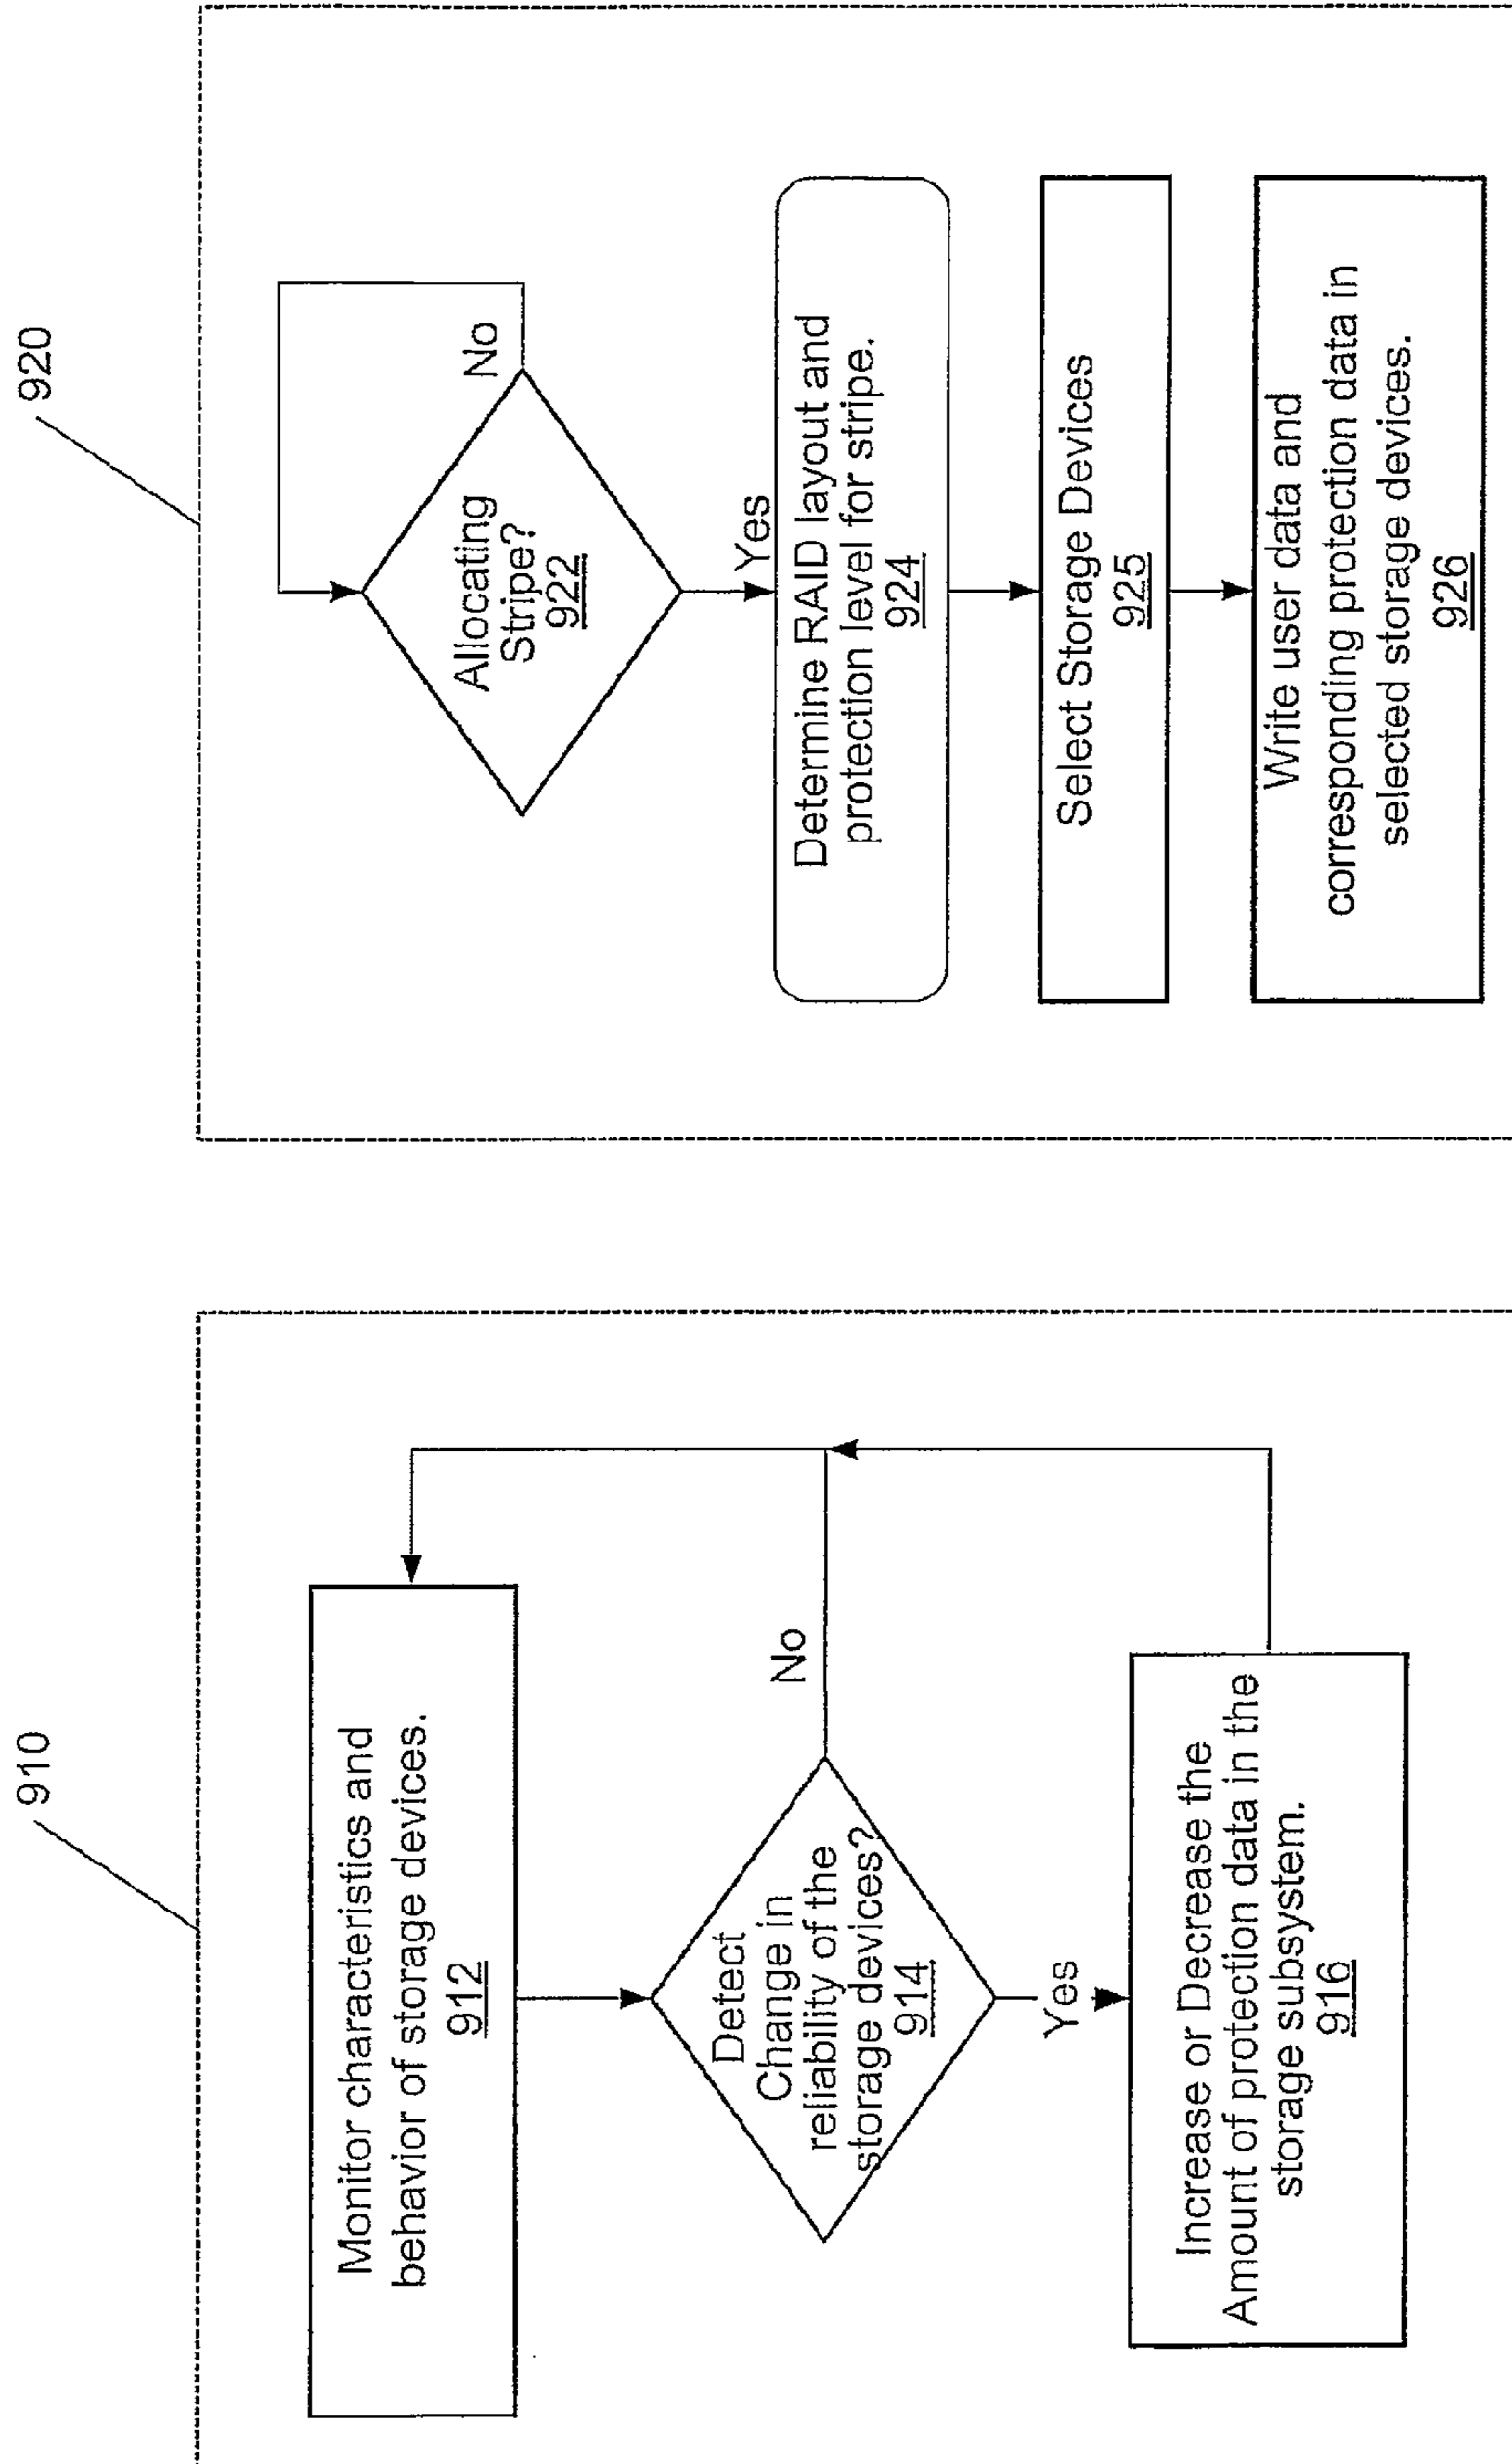 910
Monitor characteristics and
behavior of storage devices.
912
Detect
Change in
reliability of the
storage devices?
914
No
Yes
Increase or Decrease the
Amount of protection data in the
storage subsystem.
916
920
Allocating
Stripe?
922
No
Yes
Determine RAID layout and
protection level for stripe.
924
Select Storage Devices
925
Write user data and
corresponding protection data in
selected storage devices.
926